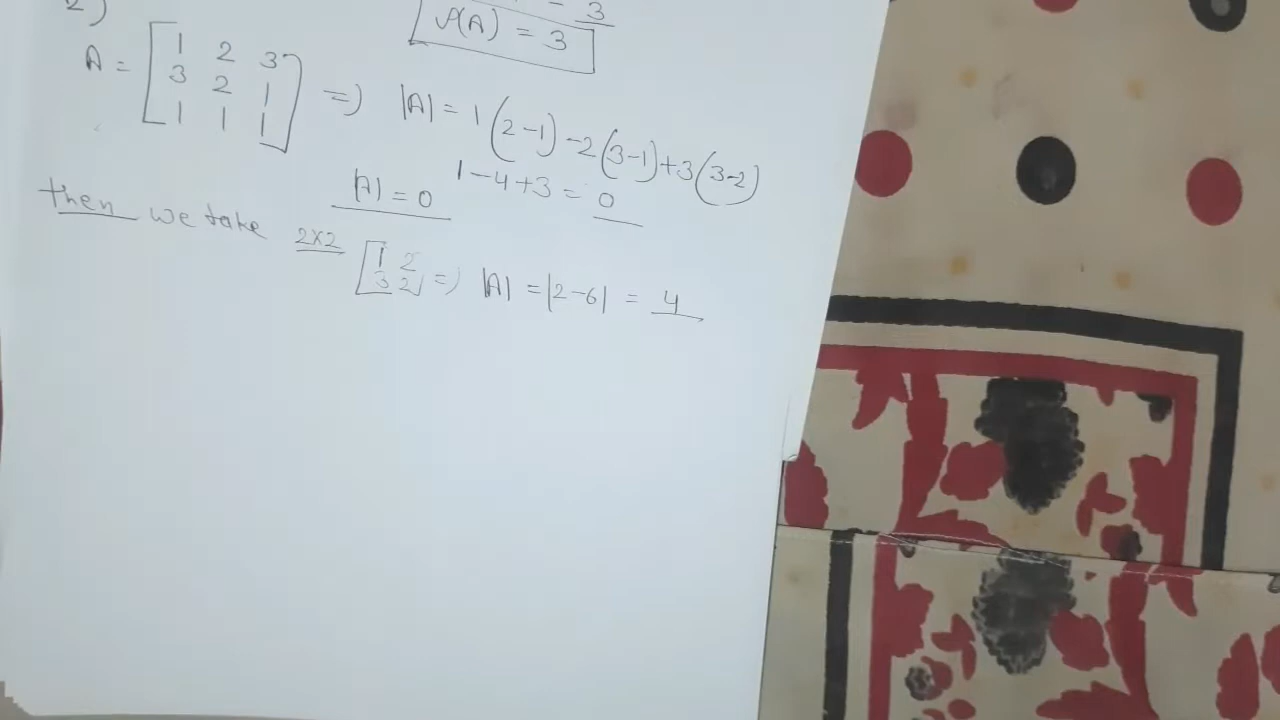 2)
= 3
ρ(A) = 3
A = [1 2 3
3 2 1
1 1 1] => |A| = 1(2-1) -2(3-1)+3(3-2)
1-4+3 = 0
|A| = 0
then we take 2x2 [1 2
3 2] => |A| = |2-6| = 4